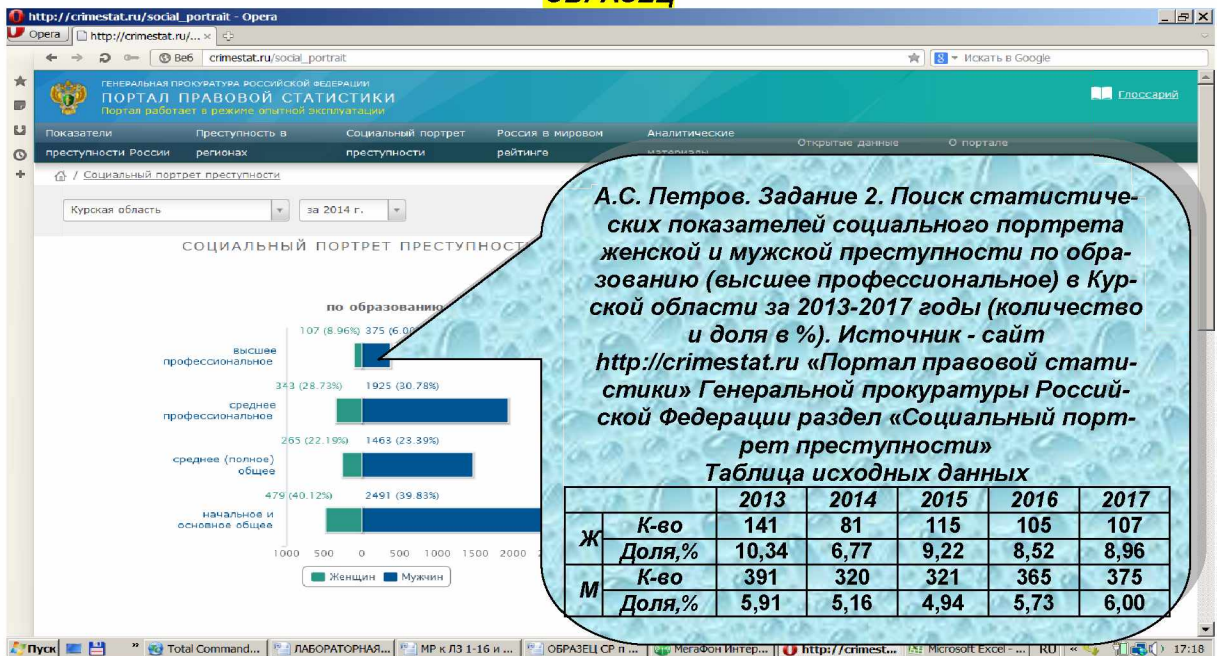 ОБРАЗЕЦ
http://crimestat.ru/social_portrait - Opera
Opera http://crimestat.ru/... ×
Веб crimestat.ru/social_portrait Искать в Google
ГЕНЕРАЛЬНАЯ ПРОКУРАТУРА РОССИЙСКОЙ ФЕДЕРАЦИИ
ПОРТАЛ ПРАВОВОЙ СТАТИСТИКИ
Портал работает в режиме опытной эксплуатации
Глоссарий
Показатели преступности России
Преступность в регионах
Социальный портрет преступности
Россия в мировом рейтинге
Аналитические материалы
Открытые данные
О портале
/ Социальный портрет преступности
Курская область за 2014 г.
СОЦИАЛЬНЫЙ ПОРТРЕТ ПРЕСТУПНОСТ
по образованию
107 (8.96%) 375 (6.00
высшее
профессиональное
343 (28.73%) 1925 (30.78%)
среднее
профессиональное
265 (22.19%) 1463 (23.39%)
среднее (полное)
общее
479 (40.12%) 2491 (39.83%)
начальное и
основное общее
1000 500 0 500 1000 1500 2000 2
Женщин Мужчин
А.С. Петров. Задание 2. Поиск статистиче-
ских показателей социального портрета
женской и мужской преступности по обра-
зованию (высшее профессиональное) в Кур-
ской области за 2013-2017 годы (количество
и доля в %). Источник - сайт
http://crimestat.ru «Портал правовой стати-
стики» Генеральной прокуратуры Россий-
ской Федерации раздел «Социальный порт-
рет преступности»
Таблица исходных данных
2013 2014 2015 2016 2017
Ж К-во 141 81 115 105 107
Доля,% 10,34 6,77 9,22 8,52 8,96
М К-во 391 320 321 365 375
Доля,% 5,91 5,16 4,94 5,73 6,00
Пуск » Total Command... ЛАБОРАТОРНАЯ... МР к ЛЗ 1-16 и ... ОБРАЗЕЦ СР п ... МегаФон Интер... http://crimest... Microsoft Excel - ... RU « 17:18